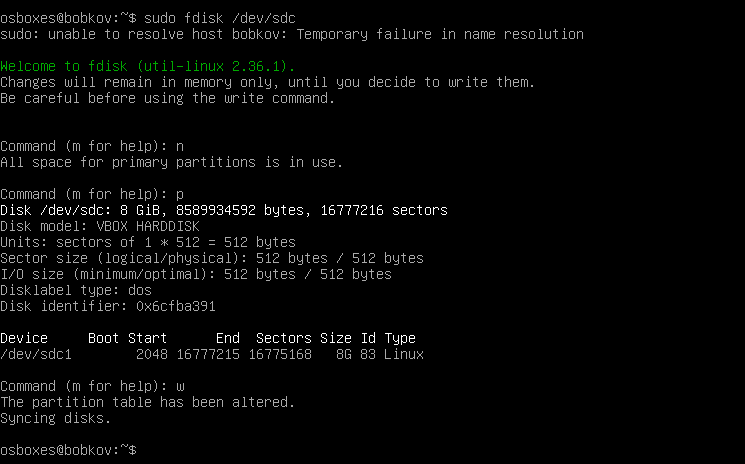 osboxes@bobkov:~$ sudo fdisk /dev/sdc
sudo: unable to resolve host bobkov: Temporary failure in name resolution
Welcome to fdisk (util-linux 2.36.1).
Changes will remain in memory only, until you decide to write them.
Be careful before using the write command.
Command (m for help): n
All space for primary partitions is in use.
Command (m for help): p
Disk /dev/sdc: 8 GiB, 8589934592 bytes, 16777216 sectors
Disk model: VBOX HARDDISK
Units: sectors of 1 * 512 = 512 bytes
Sector size (logical/physical): 512 bytes / 512 bytes
I/O size (minimum/optimal): 512 bytes / 512 bytes
Disklabel type: dos
Disk identifier: 0x6cfba391
Device     Boot Start      End  Sectors Size Id Type
/dev/sdc1        2048 16777215 16775168   8G 83 Linux
Command (m for help): w
The partition table has been altered.
Syncing disks.
osboxes@bobkov:~$